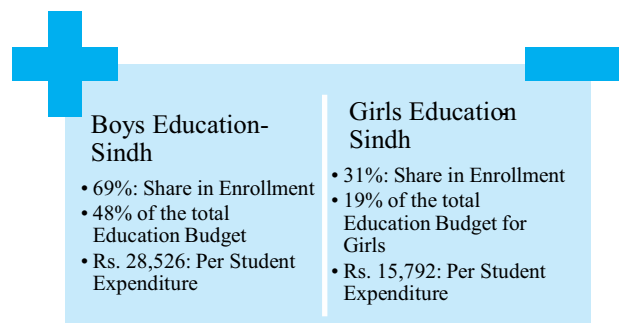 Boys Education-
Sindh
• 69%: Share in Enrollment
• 48% of the total
Education Budget
• Rs. 28,526: Per Student
Expenditure
Girls Education-
Sindh
• 31%: Share in Enrollment
• 19% of the total
Education Budget for
Girls
• Rs. 15,792: Per Student
Expenditure